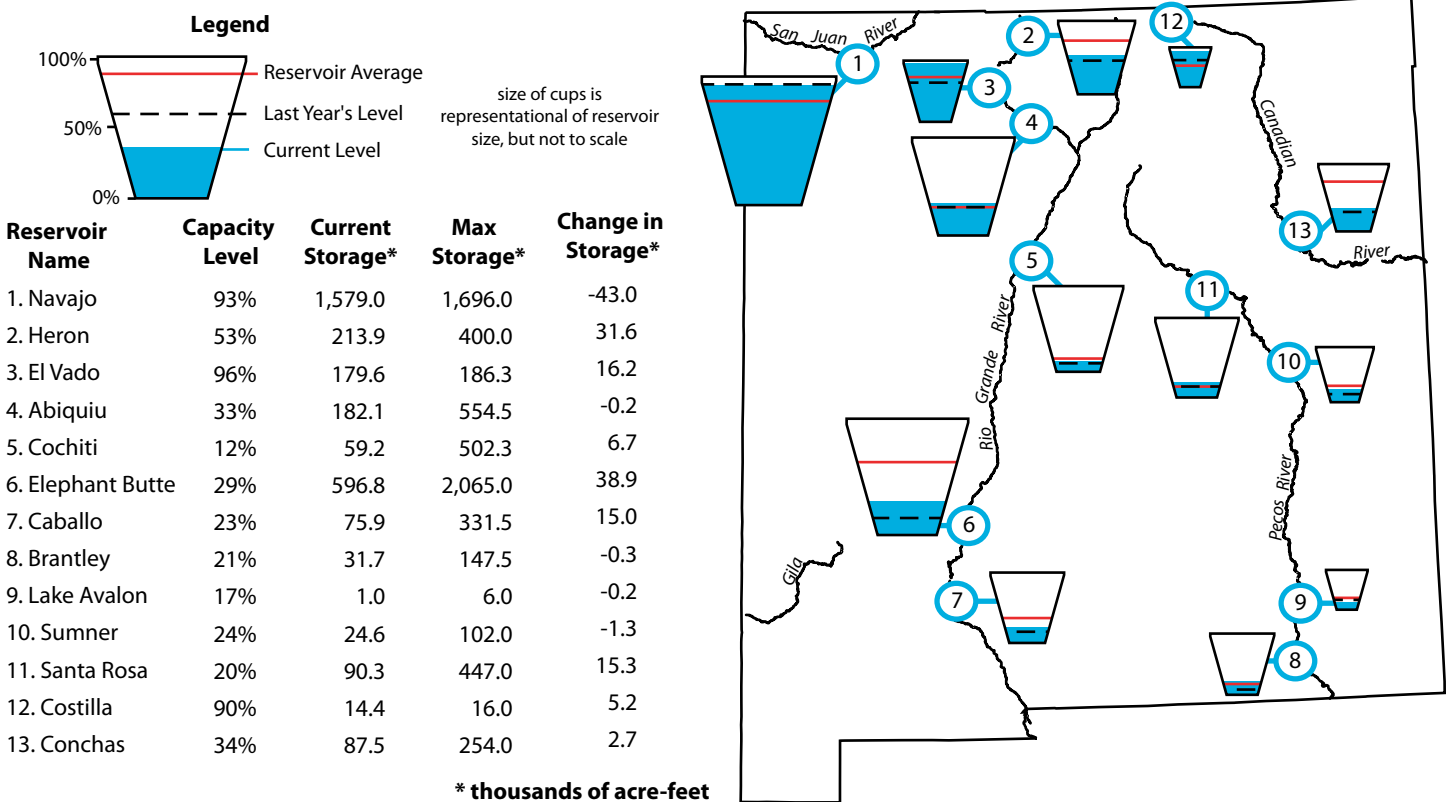 Legend
100%
50%
0%
Reservoir Average
Last Year's Level
Current Level
size of cups is
representational of reservoir
size, but not to scale
Reservoir Name Capacity Level Current Storage* Max Storage* Change in Storage*
1. Navajo 93% 1,579.0 1,696.0 -43.0
2. Heron 53% 213.9 400.0 31.6
3. El Vado 96% 179.6 186.3 16.2
4. Abiquiu 33% 182.1 554.5 -0.2
5. Cochiti 12% 59.2 502.3 6.7
6. Elephant Butte 29% 596.8 2,065.0 38.9
7. Caballo 23% 75.9 331.5 15.0
8. Brantley 21% 31.7 147.5 -0.3
9. Lake Avalon 17% 1.0 6.0 -0.2
10. Sumner 24% 24.6 102.0 -1.3
11. Santa Rosa 20% 90.3 447.0 15.3
12. Costilla 90% 14.4 16.0 5.2
13. Conchas 34% 87.5 254.0 2.7
* thousands of acre-feet
San Juan River
1
2
3
4
12
Canadian
13
River
5
11
Rio Grande River
10
Pecos River
6
Gila
7
9
8